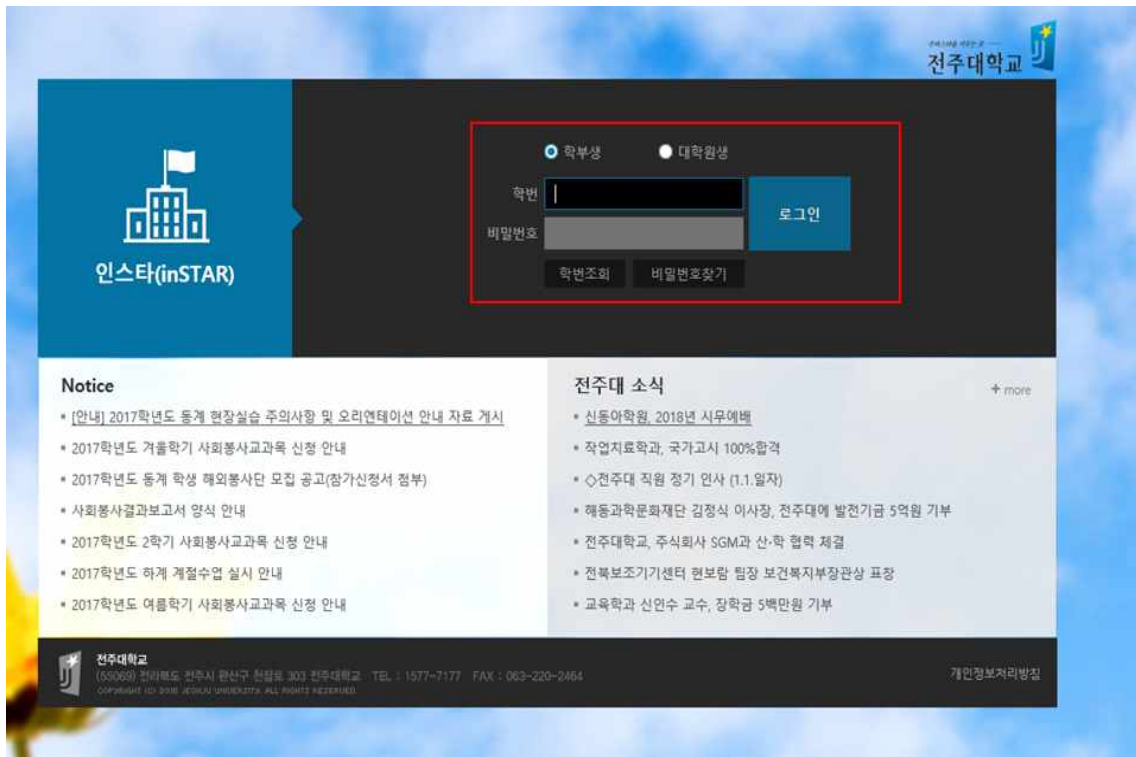 전주대학교
학부생 대학원생
학번
로그인
비밀번호
학번조회 비밀번호찾기
인스타(inSTAR)
Notice
[안내] 2017학년도 동계 현장실습 주의사항 및 오리엔테이션 안내 자료 게시
2017학년도 겨울학기 사회봉사교과목 신청 안내
2017학년도 동계 학생 해외봉사단 모집 공고(참가신청서 첨부)
사회봉사결과보고서 양식 안내
2017학년도 2학기 사회봉사교과목 신청 안내
2017학년도 하계 계절수업 실시 안내
2017학년도 여름학기 사회봉사교과목 신청 안내
전주대 소식
+ more
신동아학원, 2018년 시무예배
작업치료학과, 국가고시 100%합격
◇전주대 직원 정기 인사 (1.1.일자)
해동과학문화재단 김정식 이사장, 전주대에 발전기금 5억원 기부
전주대학교, 주식회사 SGM과 산·학 협력 체결
전북보조기기센터 현보람 팀장 보건복지부장관상 표창
교육학과 신인수 교수, 장학금 5백만원 기부
전주대학교
(55069) 전라북도 전주시 완산구 천잠로 303 전주대학교 TEL : 1577-7177 FAX : 063-220-2464
개인정보처리방침